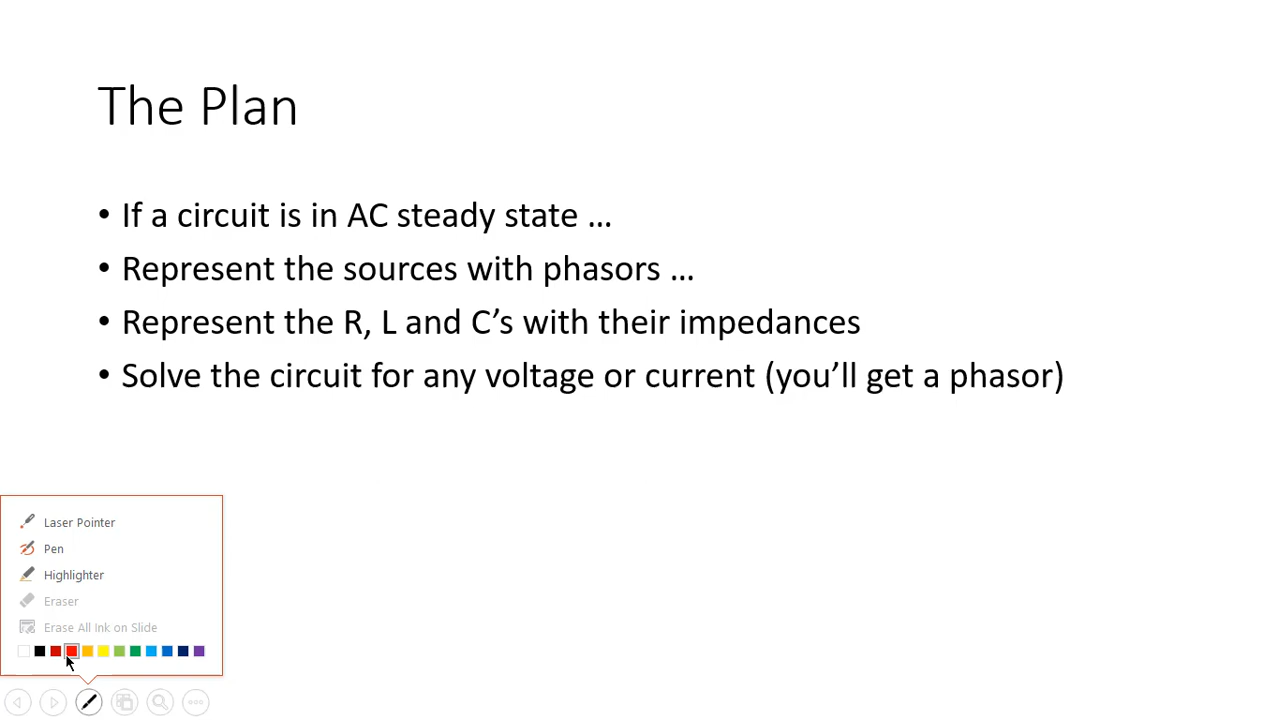 The Plan
• If a circuit is in AC steady state …
• Represent the sources with phasors …
• Represent the R, L and C’s with their impedances
• Solve the circuit for any voltage or current (you’ll get a phasor)
Laser Pointer
Pen
Highlighter
Eraser
Erase All Ink on Slide